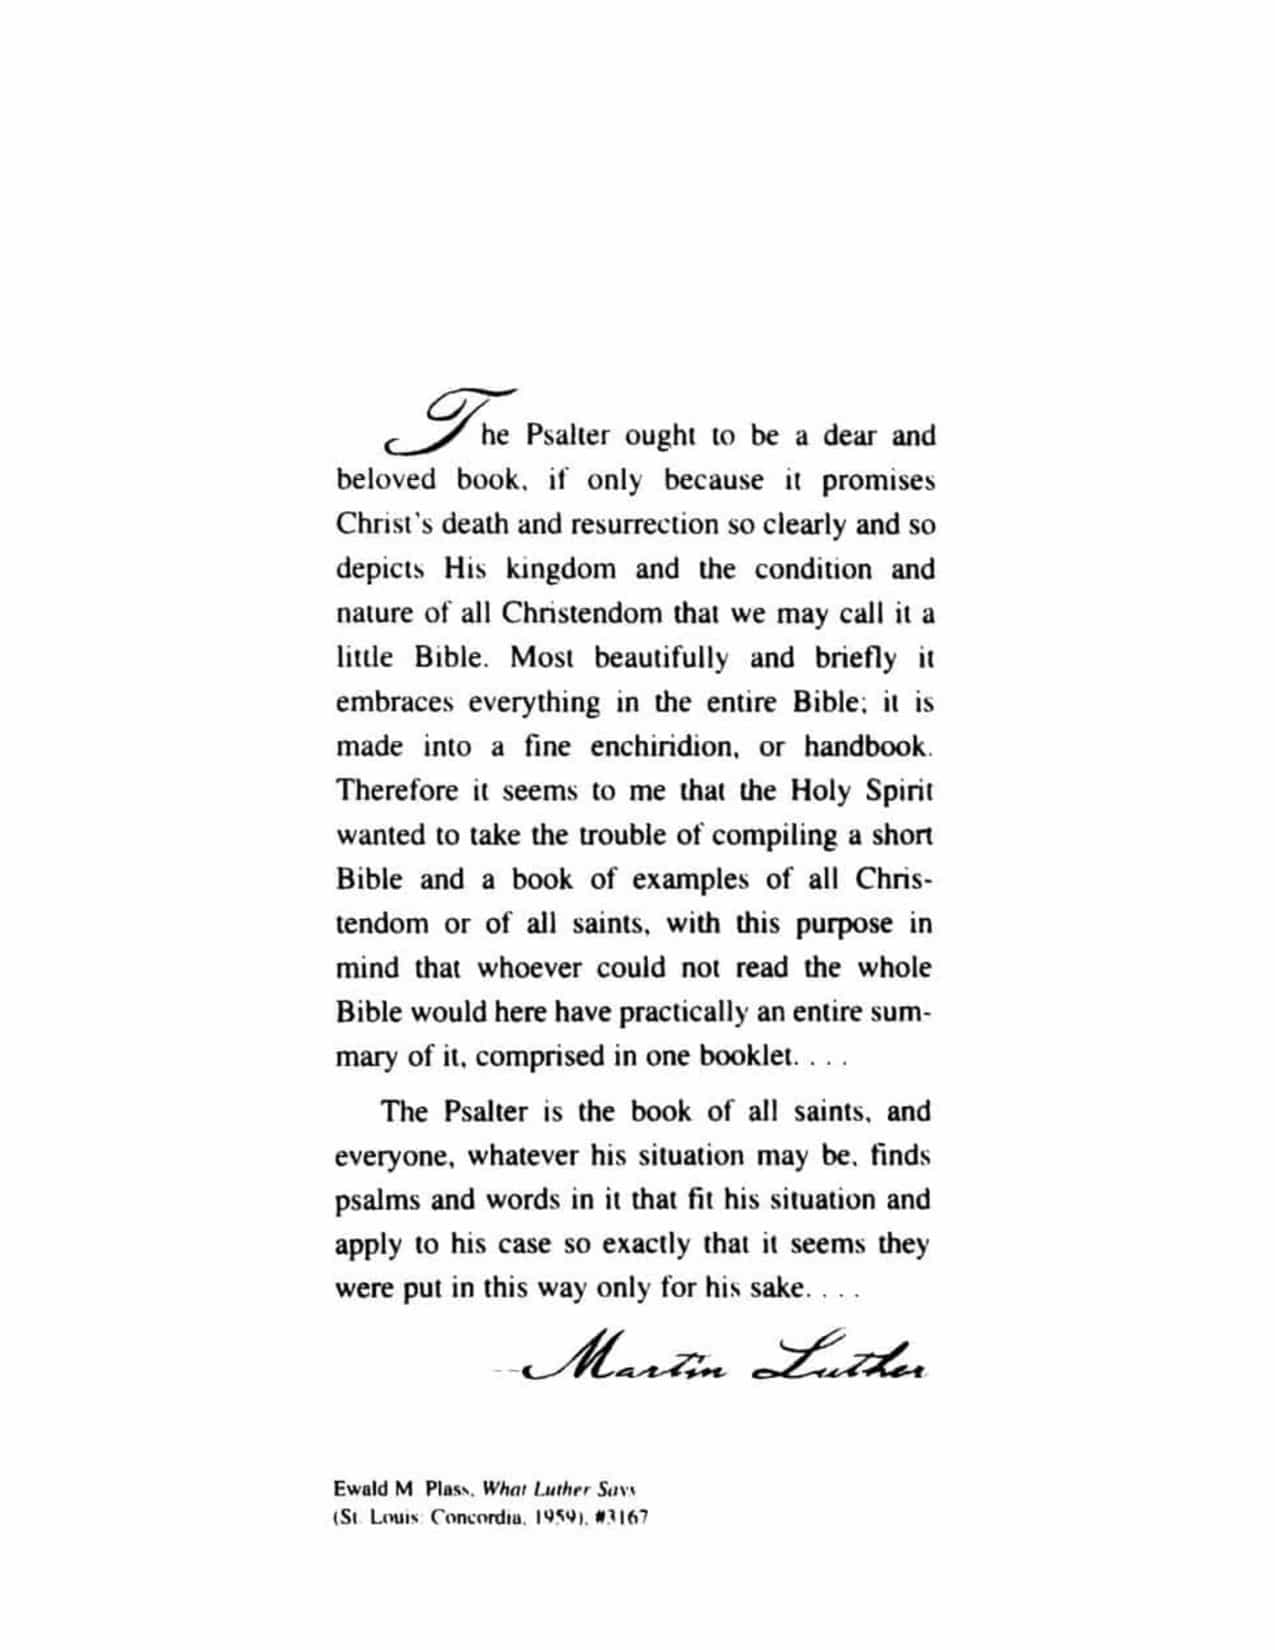 The Psalter ought to be a dear and
beloved book, if only because it promises
Christ's death and resurrection so clearly and so
depicts His kingdom and the condition and
nature of all Christendom that we may call it a
little Bible. Most beautifully and briefly it
embraces everything in the entire Bible; it is
made into a fine enchiridion, or handbook.
Therefore it seems to me that the Holy Spirit
wanted to take the trouble of compiling a short
Bible and a book of examples of all Chris-
tendom or of all saints, with this purpose in
mind that whoever could not read the whole
Bible would here have practically an entire sum-
mary of it, comprised in one booklet. . . .
The Psalter is the book of all saints, and
everyone, whatever his situation may be, finds
psalms and words in it that fit his situation and
apply to his case so exactly that it seems they
were put in this way only for his sake. . . .
--Martin Luther
Ewald M. Plass, What Luther Says
(St. Louis: Concordia, 1959), #3167